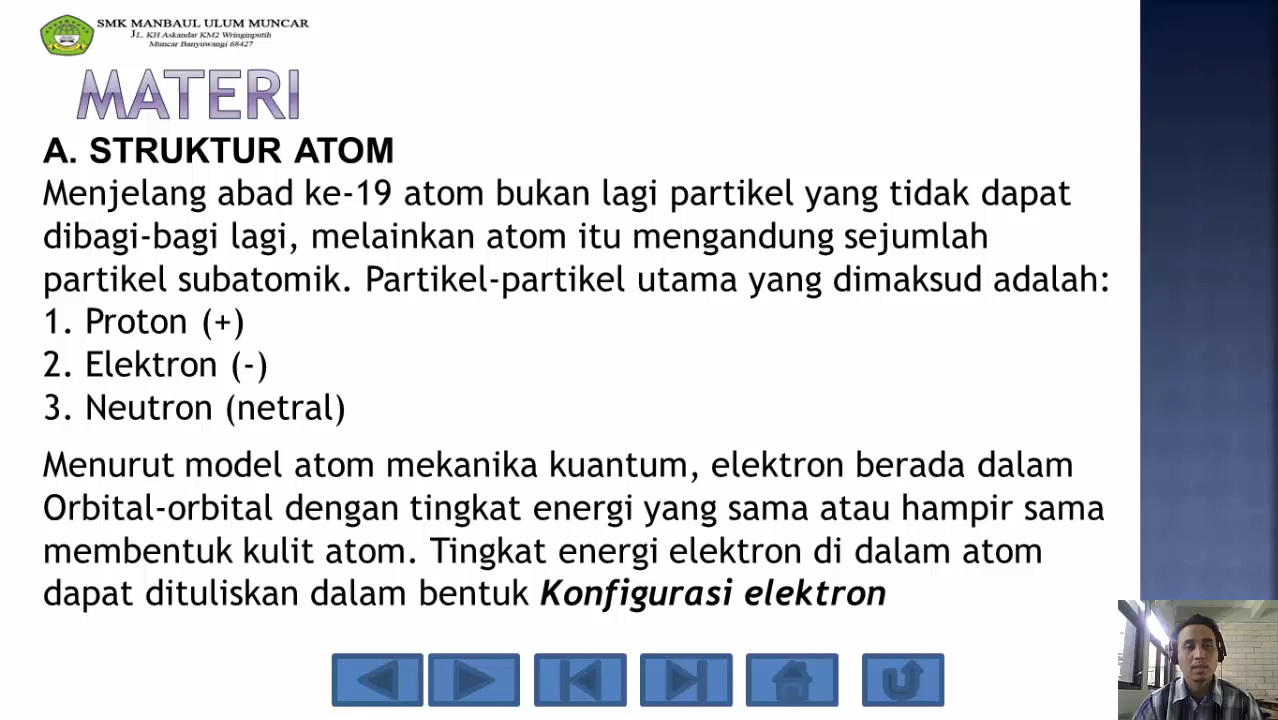 SMK MANBAUL ULUM MUNCAR
JL. KH Askandar KM2 Wringinputih
Muncar Banyuwangi 68427
MATERI
A. STRUKTUR ATOM
Menjelang abad ke-19 atom bukan lagi partikel yang tidak dapat
dibagi-bagi lagi, melainkan atom itu mengandung sejumlah
partikel subatomik. Partikel-partikel utama yang dimaksud adalah:
1. Proton (+)
2. Elektron (-)
3. Neutron (netral)
Menurut model atom mekanika kuantum, elektron berada dalam
Orbital-orbital dengan tingkat energi yang sama atau hampir sama
membentuk kulit atom. Tingkat energi elektron di dalam atom
dapat dituliskan dalam bentuk Konfigurasi elektron